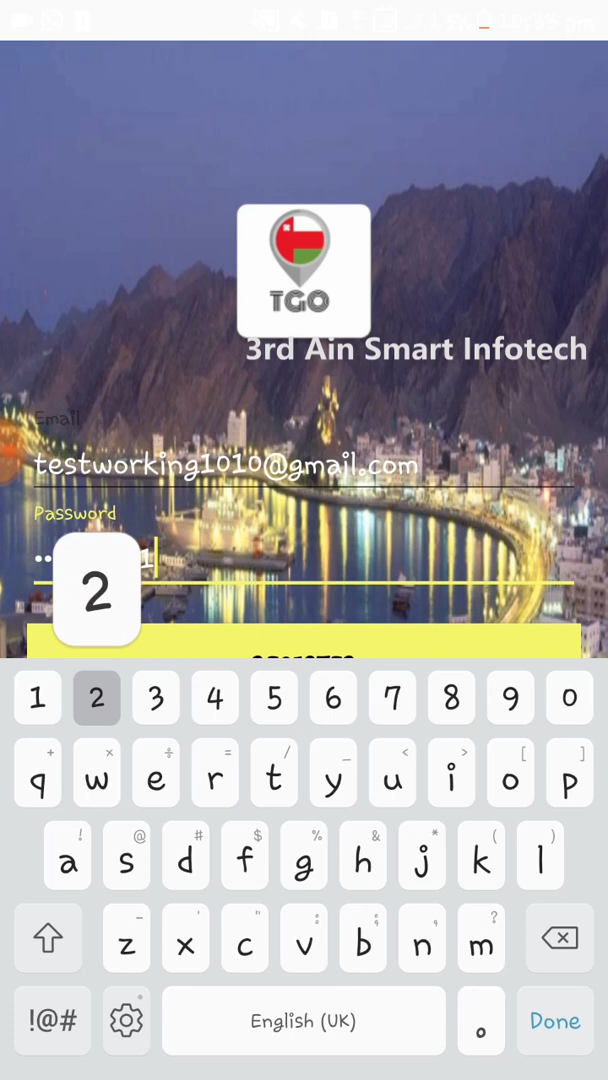 TGO
3rd Ain Smart Infotech
Email
testworking1010@gmail.com
Password
1
2
1 2 3 4 5 6 7 8 9 0
+ × ÷ = / _ < > [ ]
q w e r t y u i o p
! @ # $ % & * ( )
a s d f g h j k l
- ' " : ; , ?
z x c v b n m
!@# English (UK) . Done